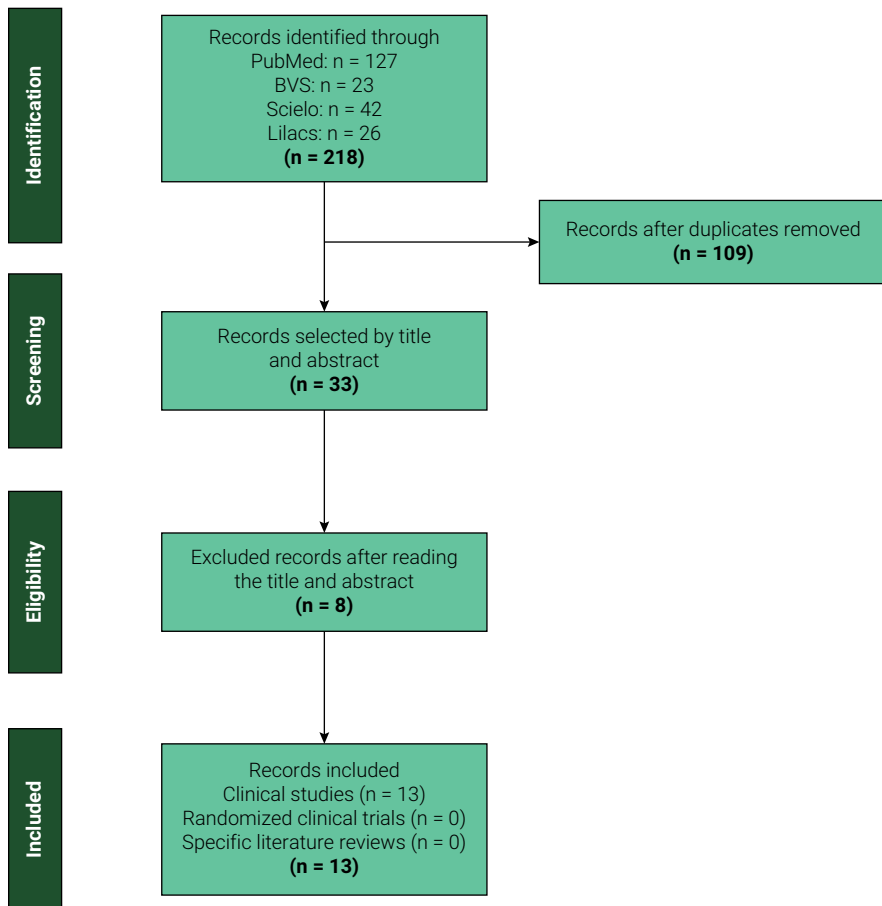 Identification
Records identified through
PubMed: n = 127
BVS: n = 23
Scielo: n = 42
Lilacs: n = 26
(n = 218)
Records after duplicates removed
(n = 109)
Screening
Records selected by title
and abstract
(n = 33)
Eligibility
Excluded records after reading
the title and abstract
(n = 8)
Included
Records included
Clinical studies (n = 13)
Randomized clinical trials (n = 0)
Specific literature reviews (n = 0)
(n = 13)